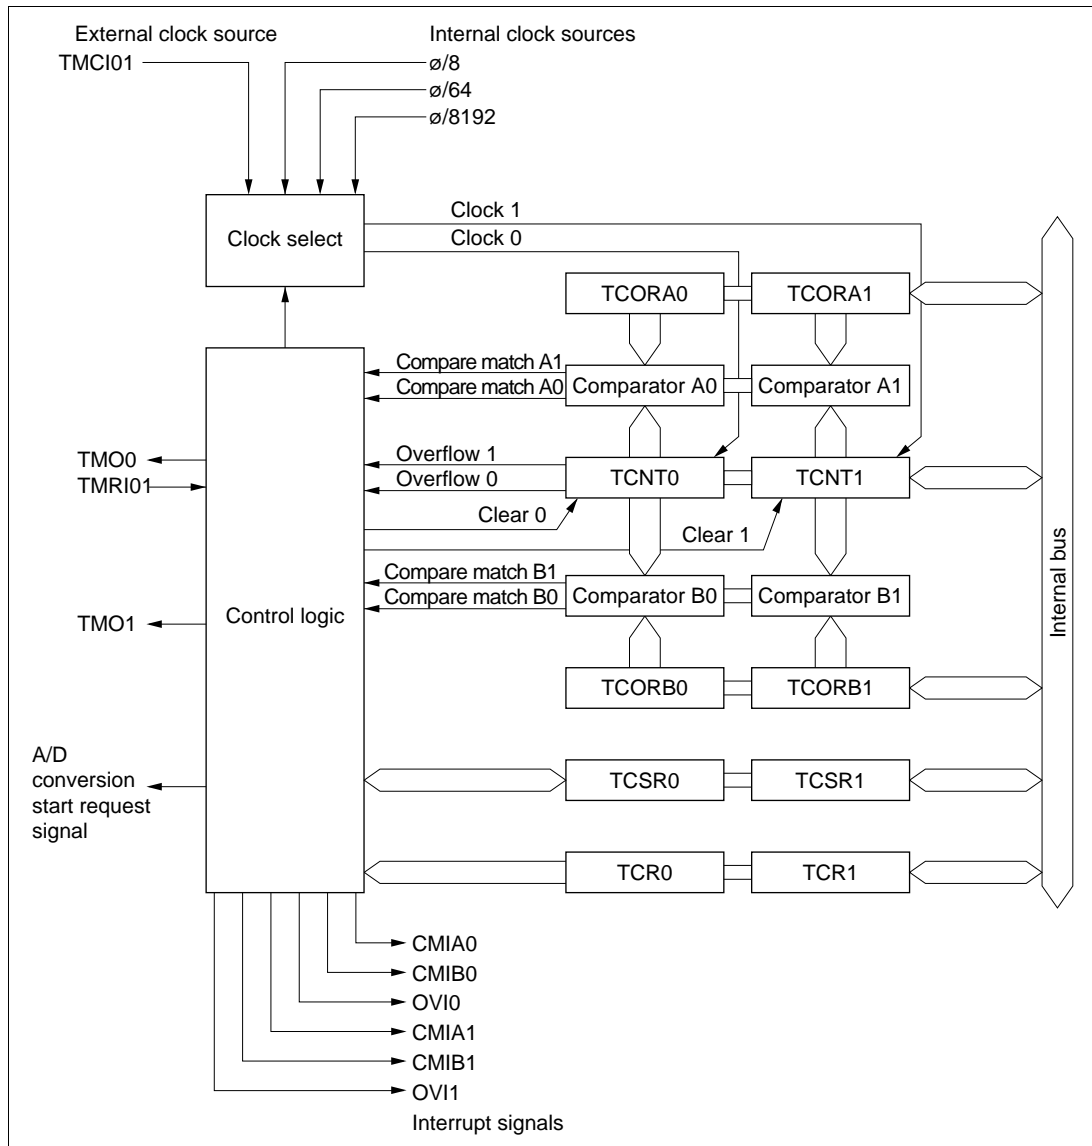 External clock source
Internal clock sources
TMCI01
ø/8
ø/64
ø/8192
Clock 1
Clock select
Clock 0
TCORA0
TCORA1
Compare match A1
Compare match A0
Comparator A0
Comparator A1
TMO0
TMRI01
Overflow 1
Overflow 0
TCNT0
TCNT1
Clear 0
Clear 1
Compare match B1
Compare match B0
Comparator B0
Comparator B1
Control logic
TMO1
Internal bus
TCORB0
TCORB1
A/D
conversion
start request
signal
TCSR0
TCSR1
TCR0
TCR1
CMIA0
CMIB0
OVI0
CMIA1
CMIB1
OVI1
Interrupt signals